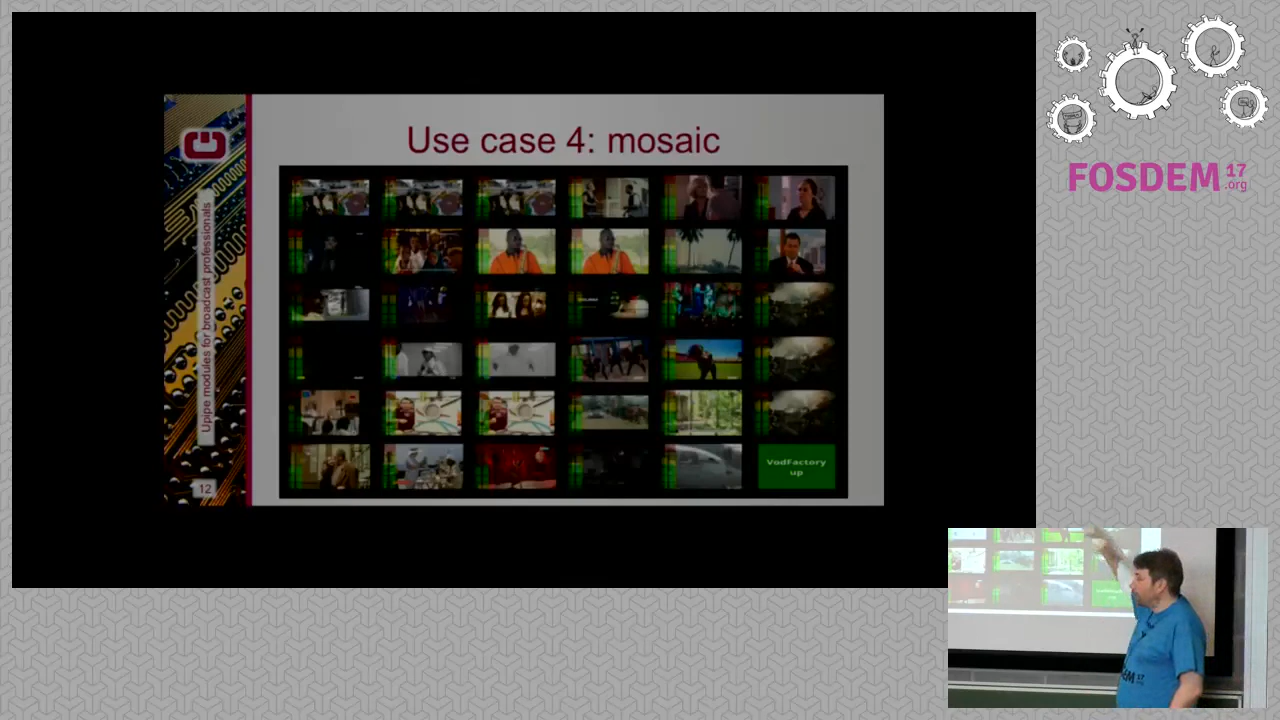 Use case 4: mosaic
Upipe modules for broadcast professionals
12
VodFactory
up
FOSDEM 17
.org